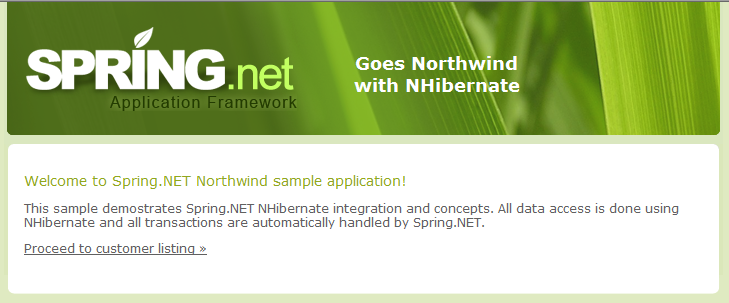 SPRING.net
Application Framework
Goes Northwind
with NHibernate
Welcome to Spring.NET Northwind sample application!
This sample demostrates Spring.NET NHibernate integration and concepts. All data access is done using
NHibernate and all transactions are automatically handled by Spring.NET.
Proceed to customer listing »